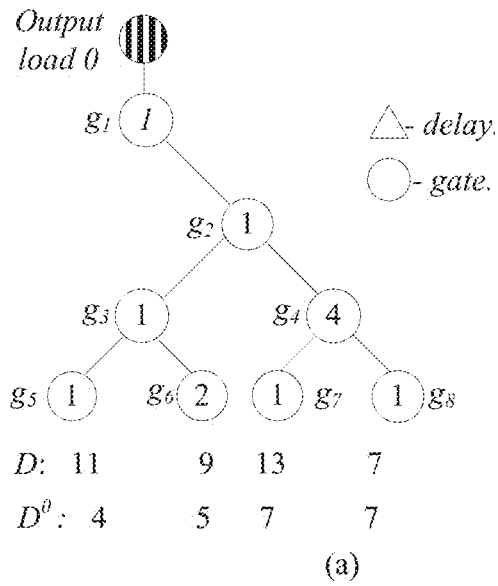 Output
load 0
g1 1
△- delay.
○- gate.
g2 1
g3 1
g4 4
g5 1
g6 2
1 g7
1 g8
D: 11 9 13 7
D^0: 4 5 7 7
(a)